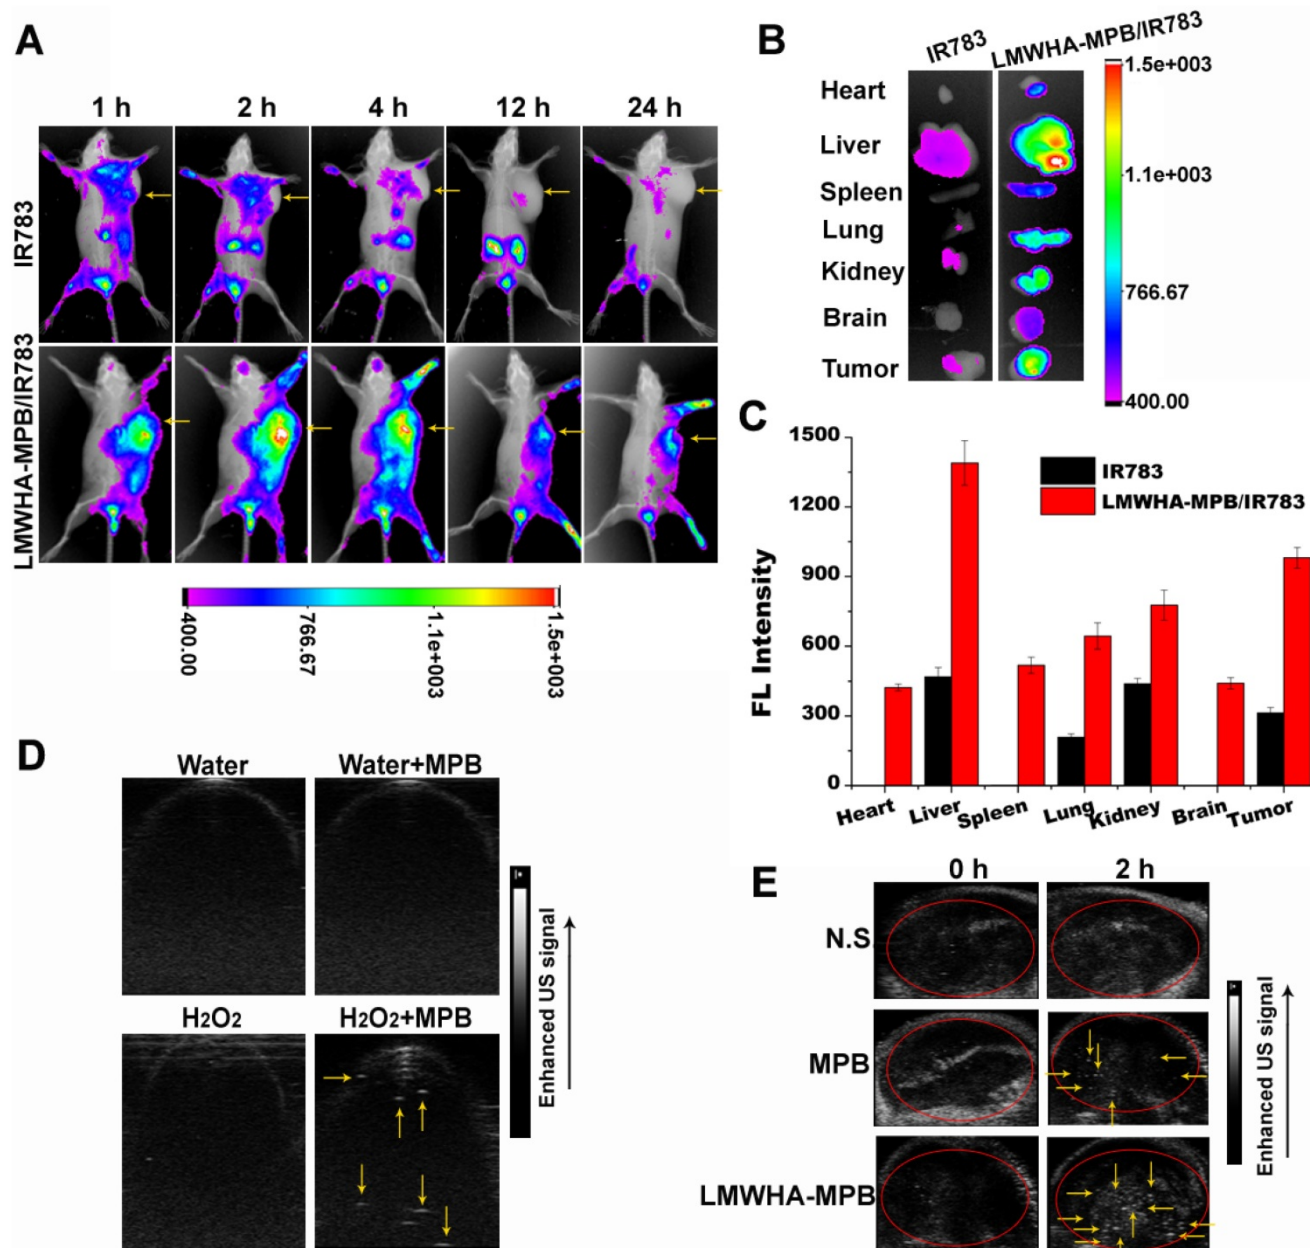 A
1 h 2 h 4 h 12 h 24 h
IR783
LMWHA-MPB/IR783
400.00 766.67 1.1e+003 1.5e+003
B
IR783 LMWHA-MPB/IR783
Heart
Liver
Spleen
Lung
Kidney
Brain
Tumor
1.5e+003
1.1e+003
766.67
400.00
C
FL Intensity
1500
1200
900
600
300
0
IR783
LMWHA-MPB/IR783
Heart Liver Spleen Lung Kidney Brain Tumor
D
Water Water+MPB
H2O2 H2O2+MPB
Enhanced US signal
E
0 h 2 h
N.S.
MPB
LMWHA-MPB
Enhanced US signal